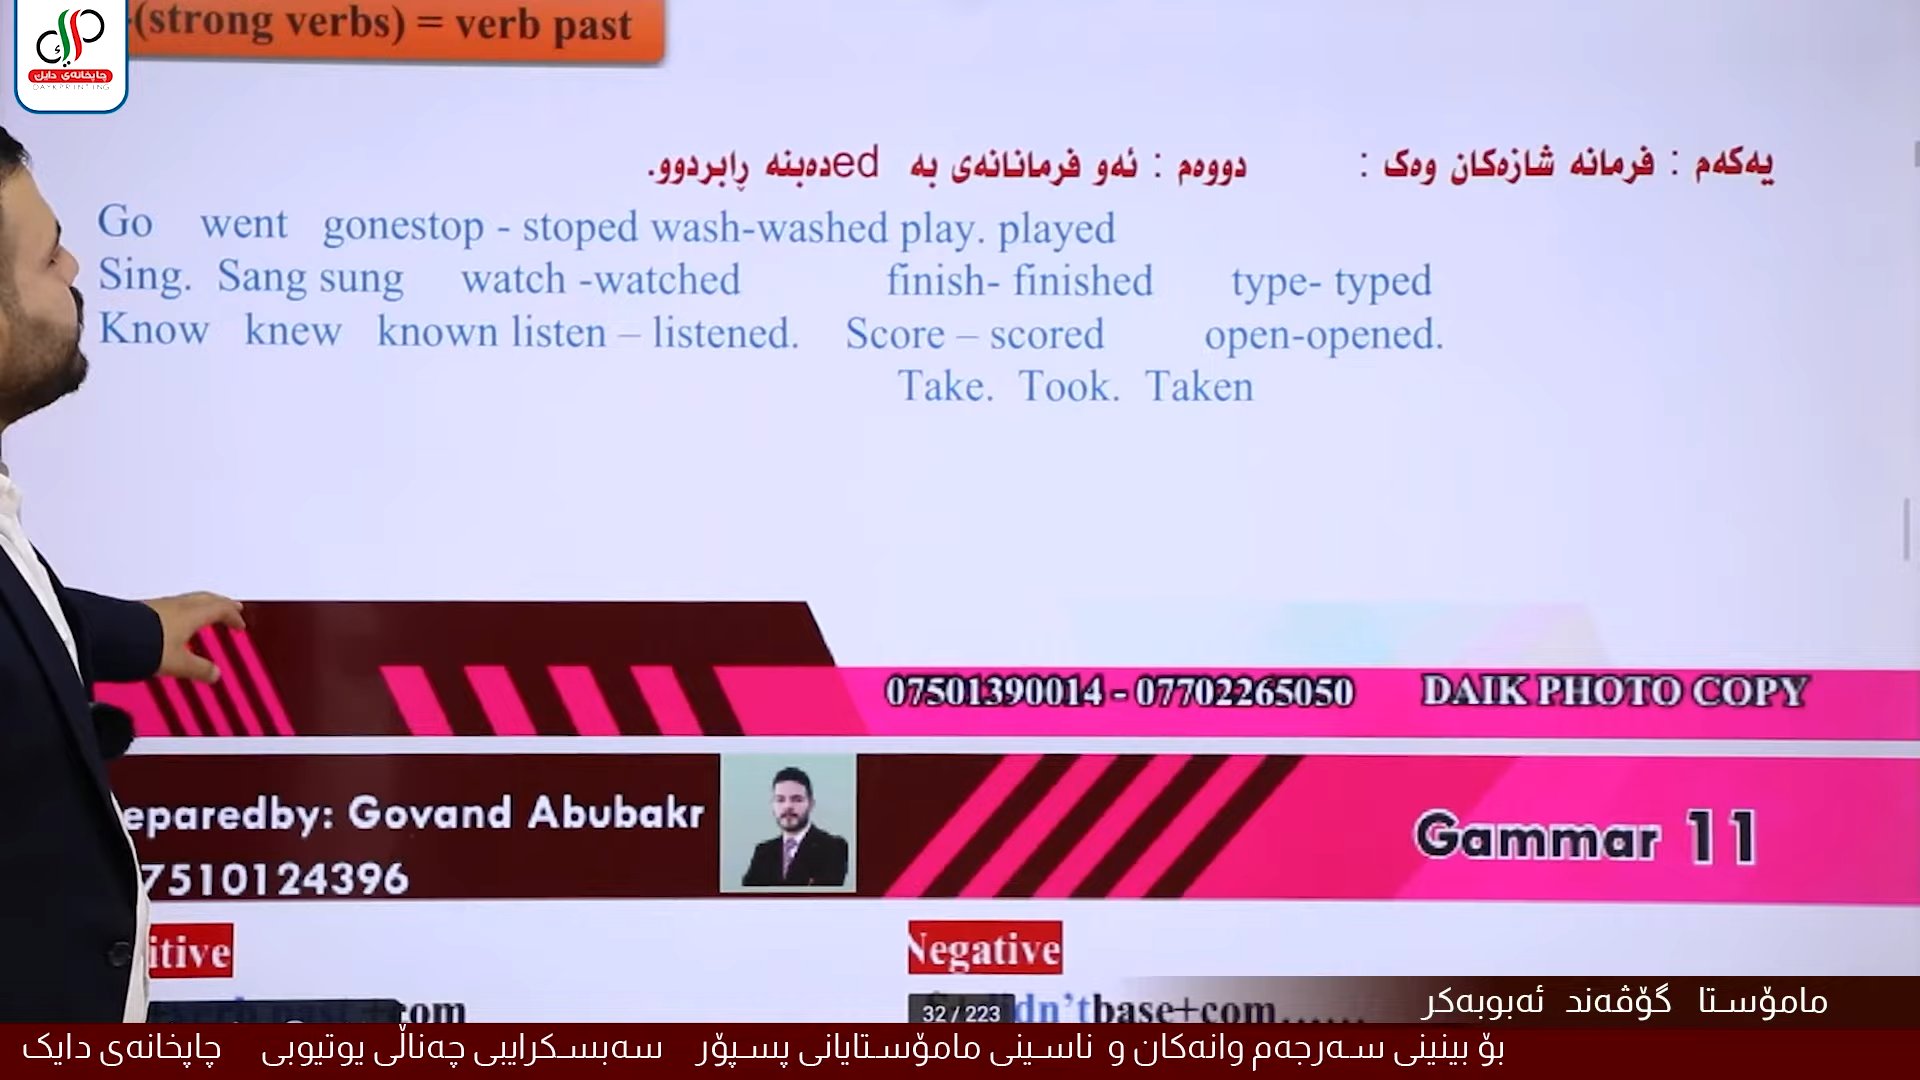 (strong verbs) = verb past
چاپخانەی دایک
DAYKPRINTING
یەکەم : فرمانە شازەکان وەک : دووەم : ئەو فرمانانەی بە edدەبنە ڕابردوو.
Go went gonestop - stoped wash-washed play. played
Sing. Sang sung watch -watched finish- finished type- typed
Know knew known listen – listened. Score – scored open-opened.
Take. Took. Taken
07501390014 - 07702265050 DAIK PHOTO COPY
eparedby: Govand Abubakr
7510124396
Gammar 11
itive
Negative
com
dn’tbase+com......
32 / 223
مامۆستا گۆڤەند ئەبوبەکر
بۆ بینینی سەرجەم وانەکان و ناسینی مامۆستایانی پسپۆر سەبسکرایبی چەناڵی یوتیوبی چاپخانەی دایک